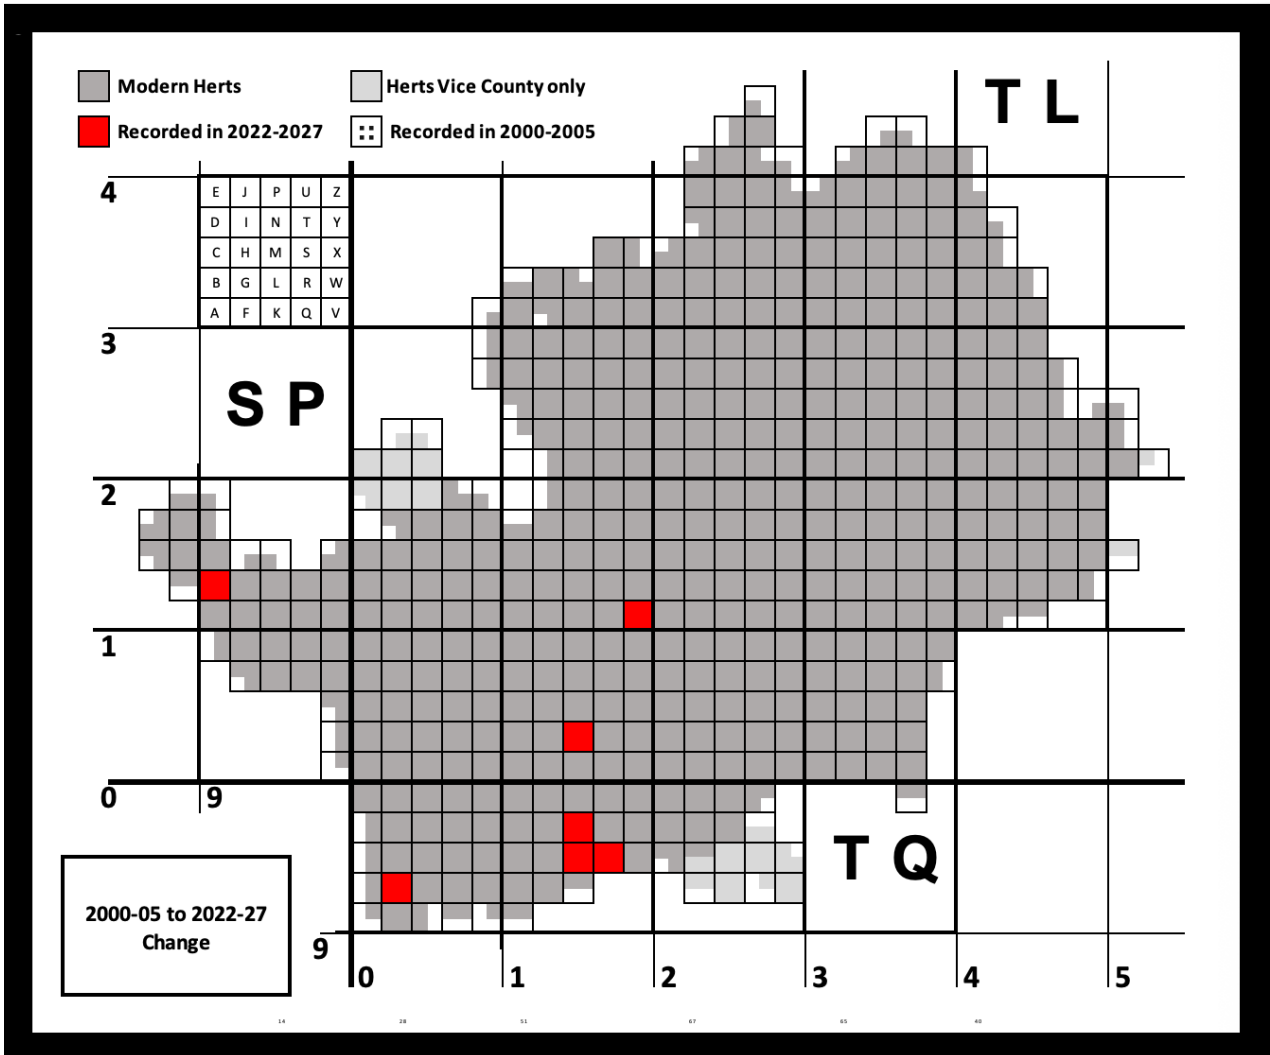 Modern Herts
Herts Vice County only
T L
Recorded in 2022-2027
Recorded in 2000-2005
4
E J P U Z
D I N T Y
C H M S X
B G L R W
A F K Q V
3
S P
2
1
0 9
T Q
2000-05 to 2022-27
Change
9
0 1 2 3 4 5
14 28 51 67 65 40